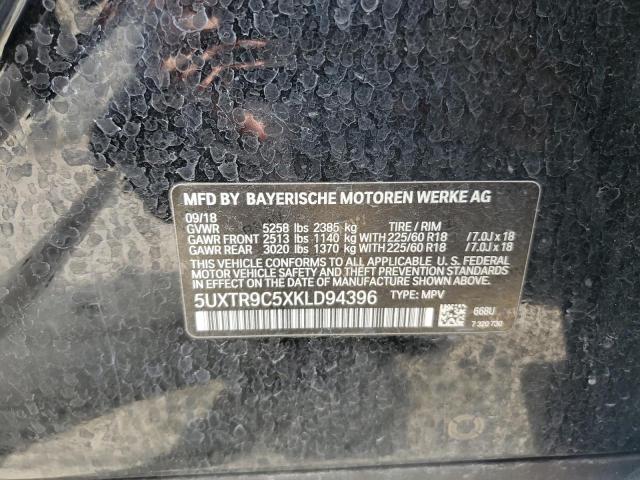 MFD BY BAYERISCHE MOTOREN WERKE AG
09/18
GVWR 5258 lbs 2385 kg TIRE / RIM
GAWR FRONT 2513 lbs 1140 kg WITH 225/60 R18 /7.0J x 18
GAWR REAR 3020 lbs 1370 kg WITH 225/60 R18 /7.0J x 18
THIS VEHICLE CONFORMS TO ALL APPLICABLE U. S. FEDERAL
MOTOR VEHICLE SAFETY STANDARDS
IN EFFECT ON THE DATE OF MANUFACTURE SHOWN ABOVE.
5UXTR9C5XKLD94396 TYPE: MPV
668U
7 320 730